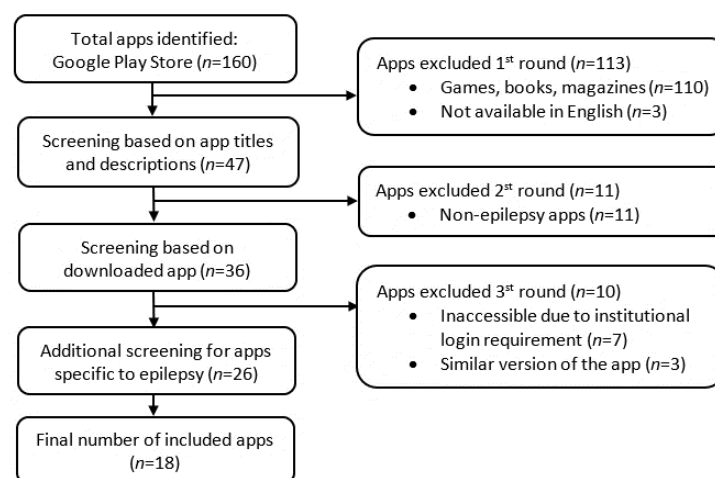 Total apps identified:
Google Play Store (n=160)
Apps excluded 1st round (n=113)
• Games, books, magazines (n=110)
• Not available in English (n=3)
Screening based on app titles
and descriptions (n=47)
Apps excluded 2st round (n=11)
• Non-epilepsy apps (n=11)
Screening based on
downloaded app (n=36)
Apps excluded 3st round (n=10)
• Inaccessible due to institutional
login requirement (n=7)
• Similar version of the app (n=3)
Additional screening for apps
specific to epilepsy (n=26)
Final number of included apps
(n=18)